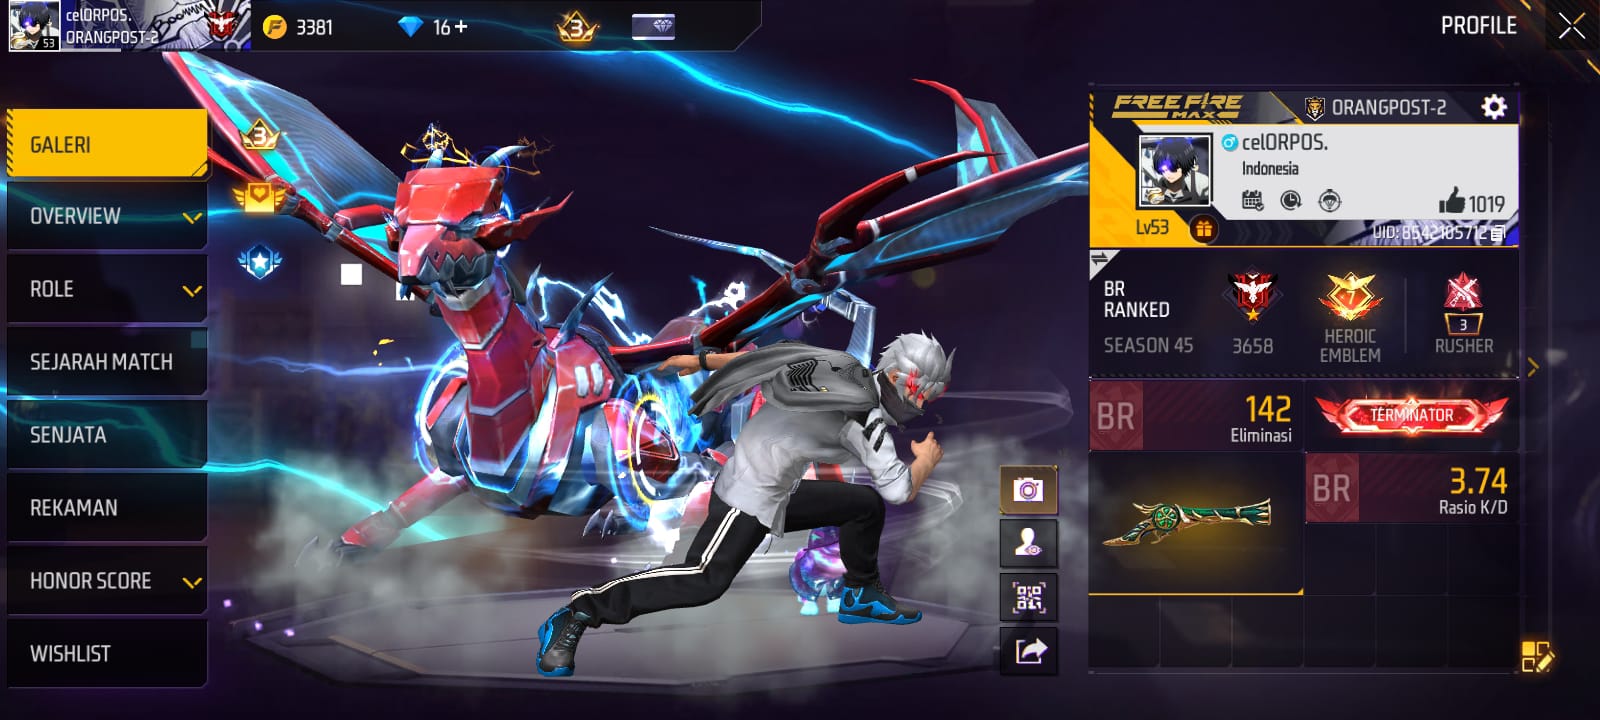 celORPOS.
ORANGPOST-2
53
3381
16+
3
PROFILE
GALERI
OVERVIEW
ROLE
SEJARAH MATCH
SENJATA
REKAMAN
HONOR SCORE
WISHLIST
3
FREE FIRE
MAX
ORANGPOST-2
celORPOS.
Indonesia
1019
Lv53
UID: 8542105712
BR
RANKED
SEASON 45
3658
HEROIC
EMBLEM
3
RUSHER
BR
142
Eliminasi
TERMINATOR
BR
3.74
Rasio K/D